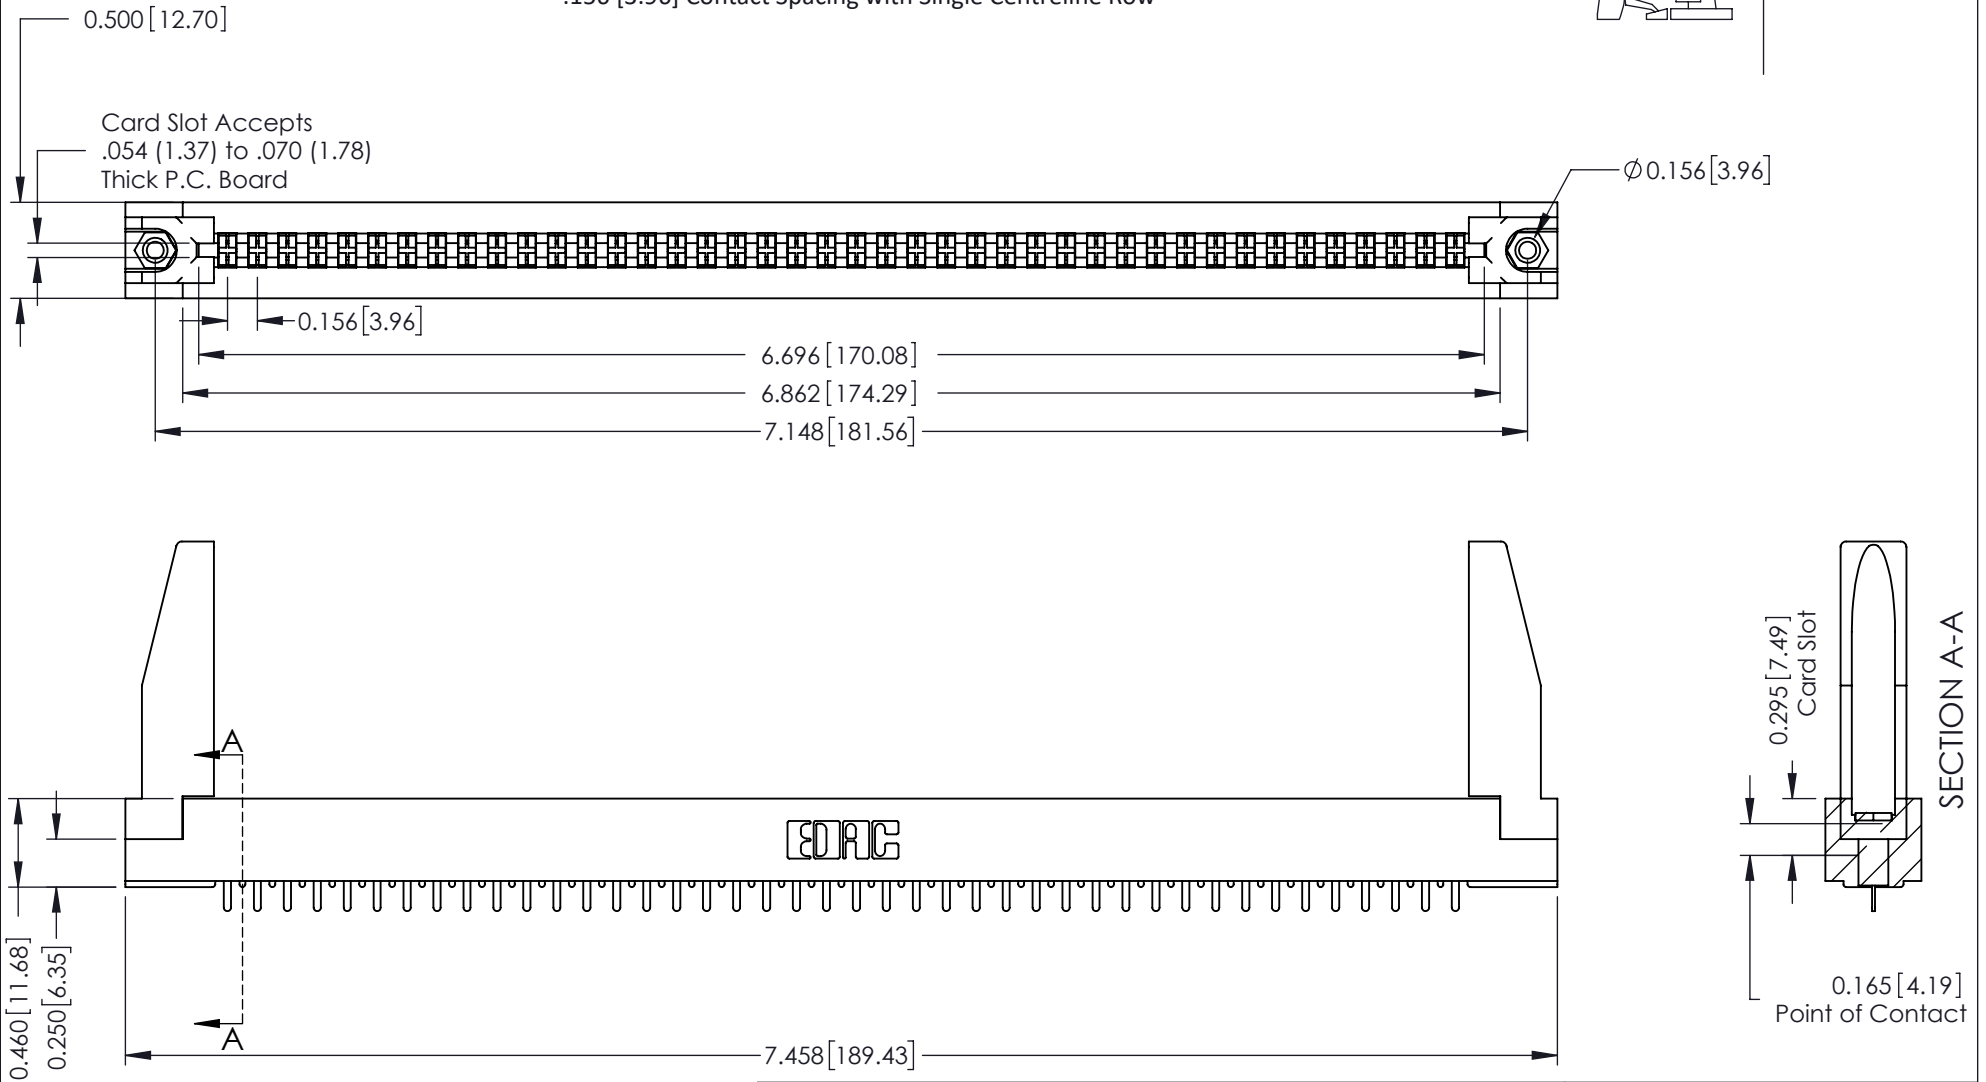 .156 [3.96] Contact Spacing with Single Centreline Row
0.500 [12.70]
Card Slot Accepts
.054 (1.37) to .070 (1.78)
Thick P.C. Board
Ø0.156[3.96]
0.156[3.96]
6.696[170.08]
6.862[174.29]
7.148[181.56]
A
EDAC
A
0.460[11.68]
0.250[6.35]
7.458[189.43]
0.295[7.49]
Card Slot
SECTION A-A
0.165[4.19]
Point of Contact